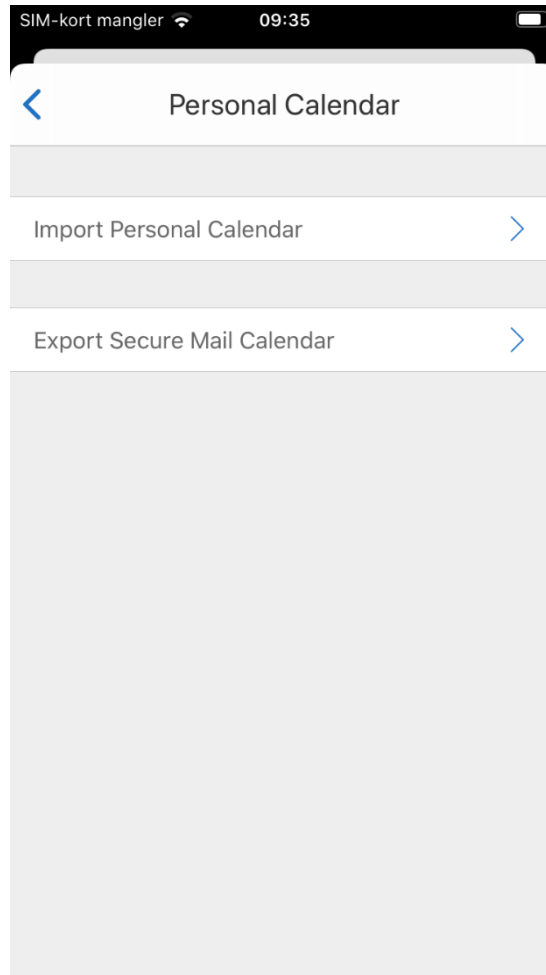 SIM-kort mangler 09:35
Personal Calendar
Import Personal Calendar
Export Secure Mail Calendar